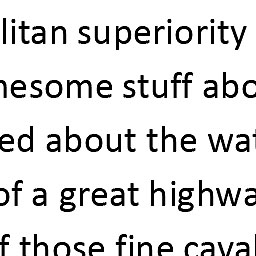 litan superiority
nesome stuff abo
ed about the wat
of a great highwa
f those fine caval